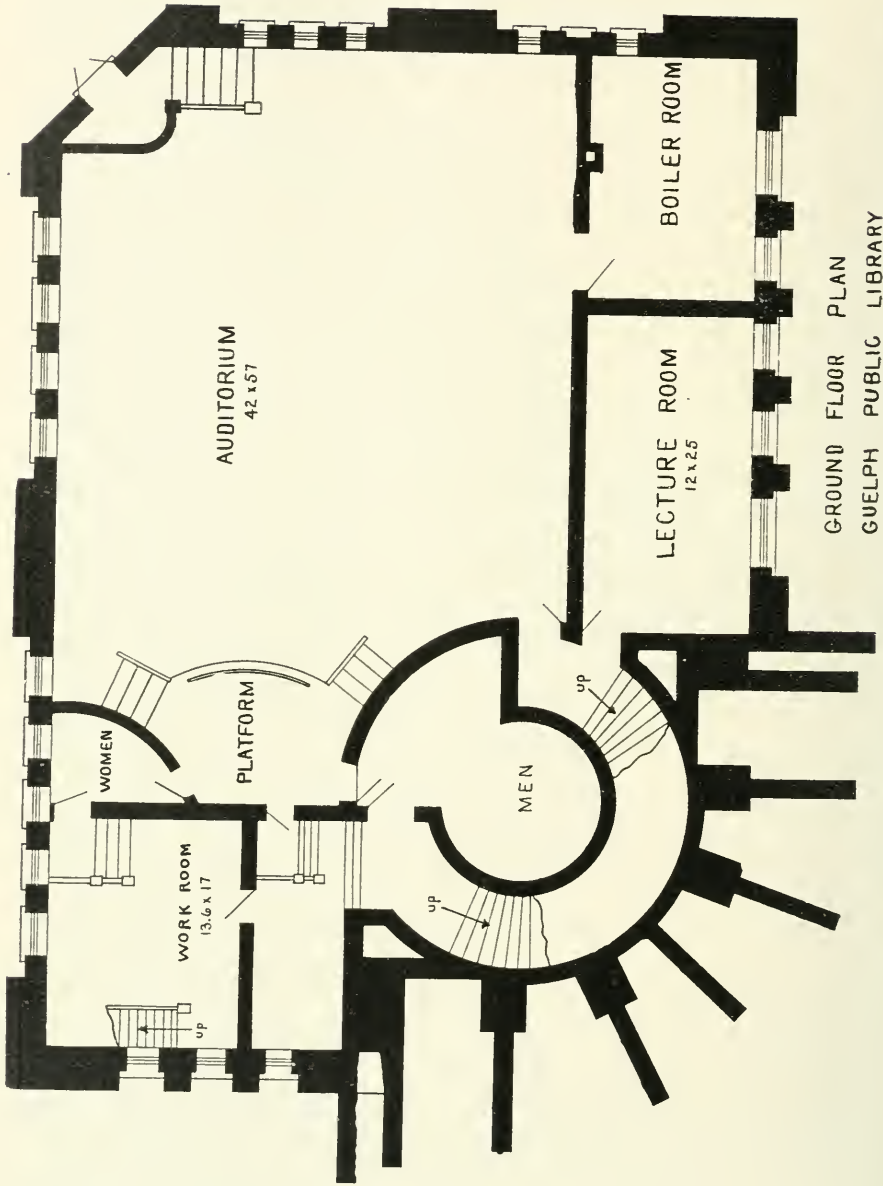 WOMEN
PLATFORM
WORK ROOM
13.6 x 17
UP
UP
MEN
UP
AUDITORIUM
42 x 57
LECTURE ROOM
12 x 25
BOILER ROOM
GROUND FLOOR PLAN
GUELPH PUBLIC LIBRARY